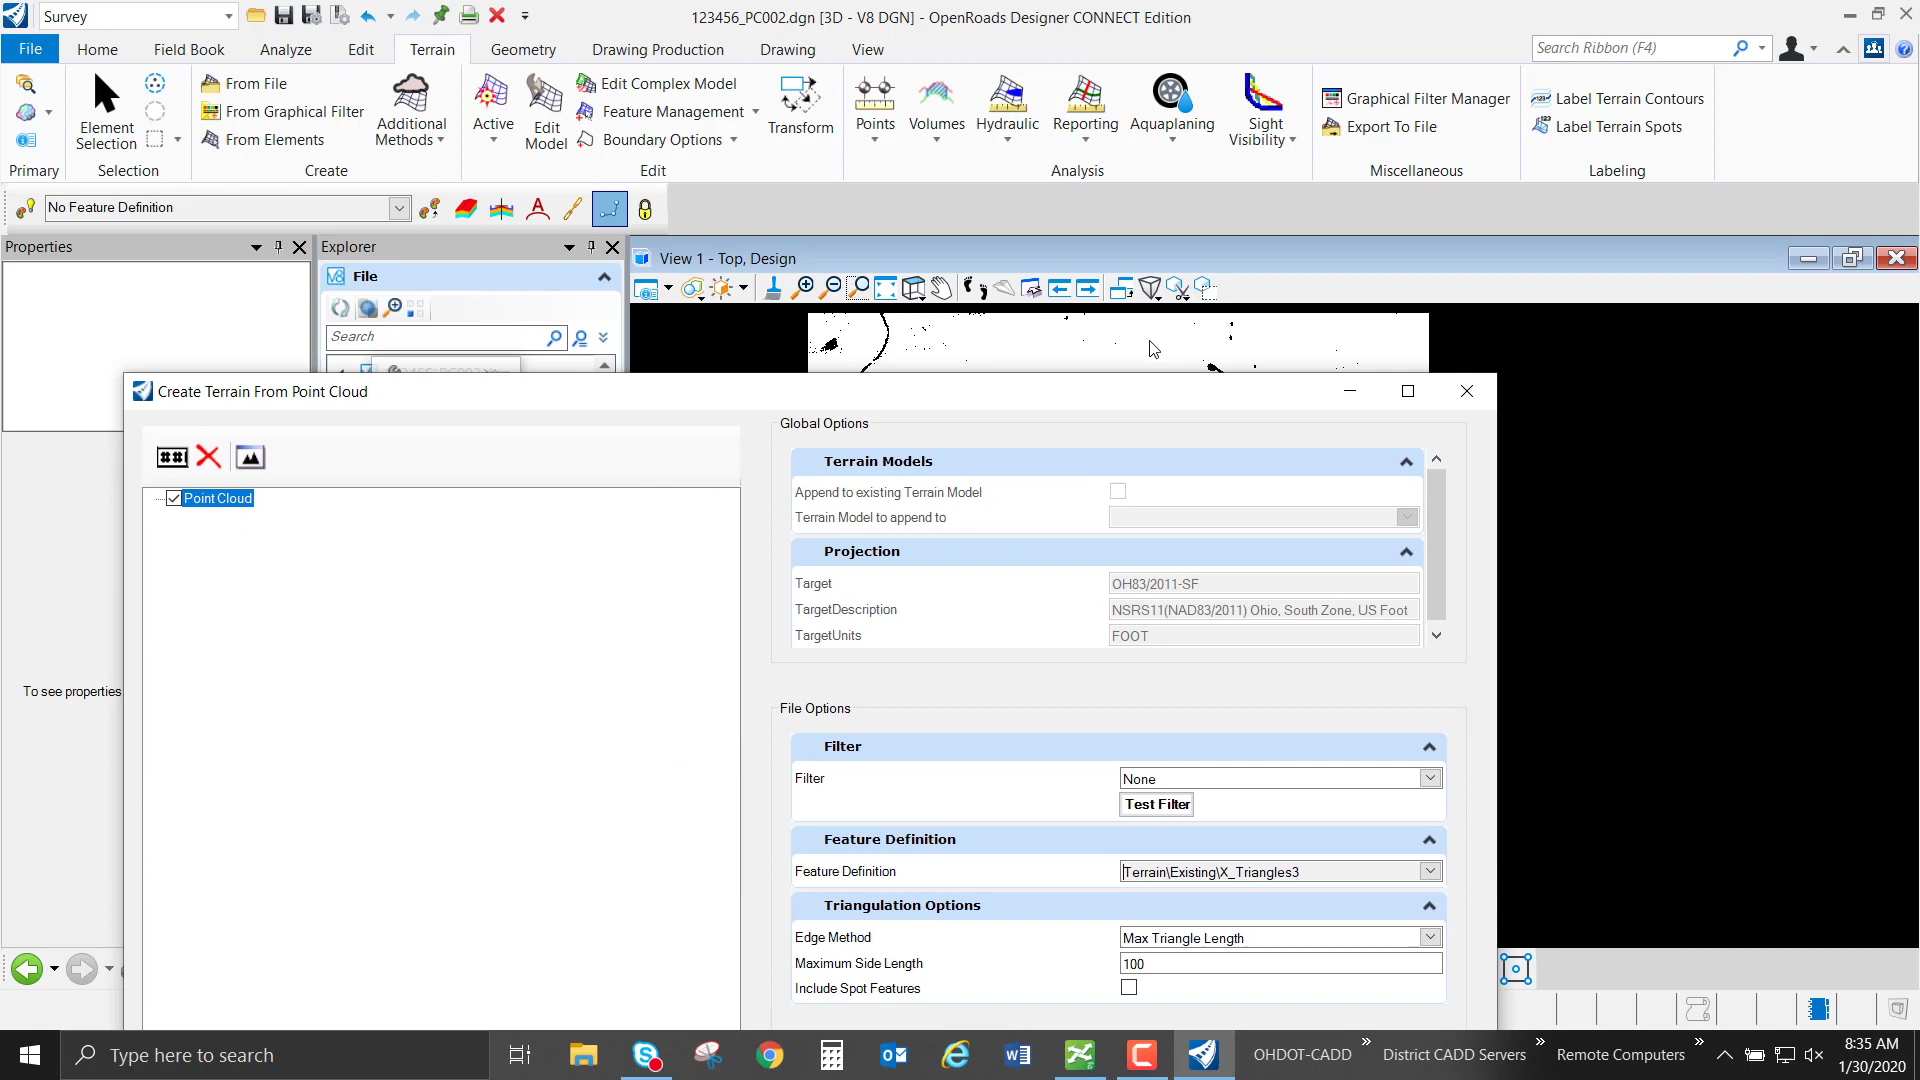 Survey
123456_PC002.dgn [3D - V8 DGN] - OpenRoads Designer CONNECT Edition
File Home Field Book Analyze Edit Terrain Geometry Drawing Production Drawing View
Search Ribbon (F4)
Element Selection
From File
From Graphical Filter
From Elements
Additional Methods
Active
Edit Model
Edit Complex Model
Feature Management
Boundary Options
Transform
Points
Volumes
Hydraulic
Reporting
Aquaplaning
Sight Visibility
Graphical Filter Manager
Export To File
Label Terrain Contours
Label Terrain Spots
Primary Selection Create Edit Analysis Miscellaneous Labeling
No Feature Definition
Properties
Explorer
File
Search
View 1 - Top, Design
To see properties
Create Terrain From Point Cloud
Point Cloud
Global Options
Terrain Models
Append to existing Terrain Model
Terrain Model to append to
Projection
Target OH83/2011-SF
TargetDescription NSRS11(NAD83/2011) Ohio, South Zone, US Foot
TargetUnits FOOT
File Options
Filter
Filter None
Test Filter
Feature Definition
Feature Definition Terrain\Existing\X_Triangles3
Triangulation Options
Edge Method Max Triangle Length
Maximum Side Length 100
Include Spot Features
Type here to search
OHDOT-CADD » District CADD Servers » Remote Computers »
8:35 AM
1/30/2020